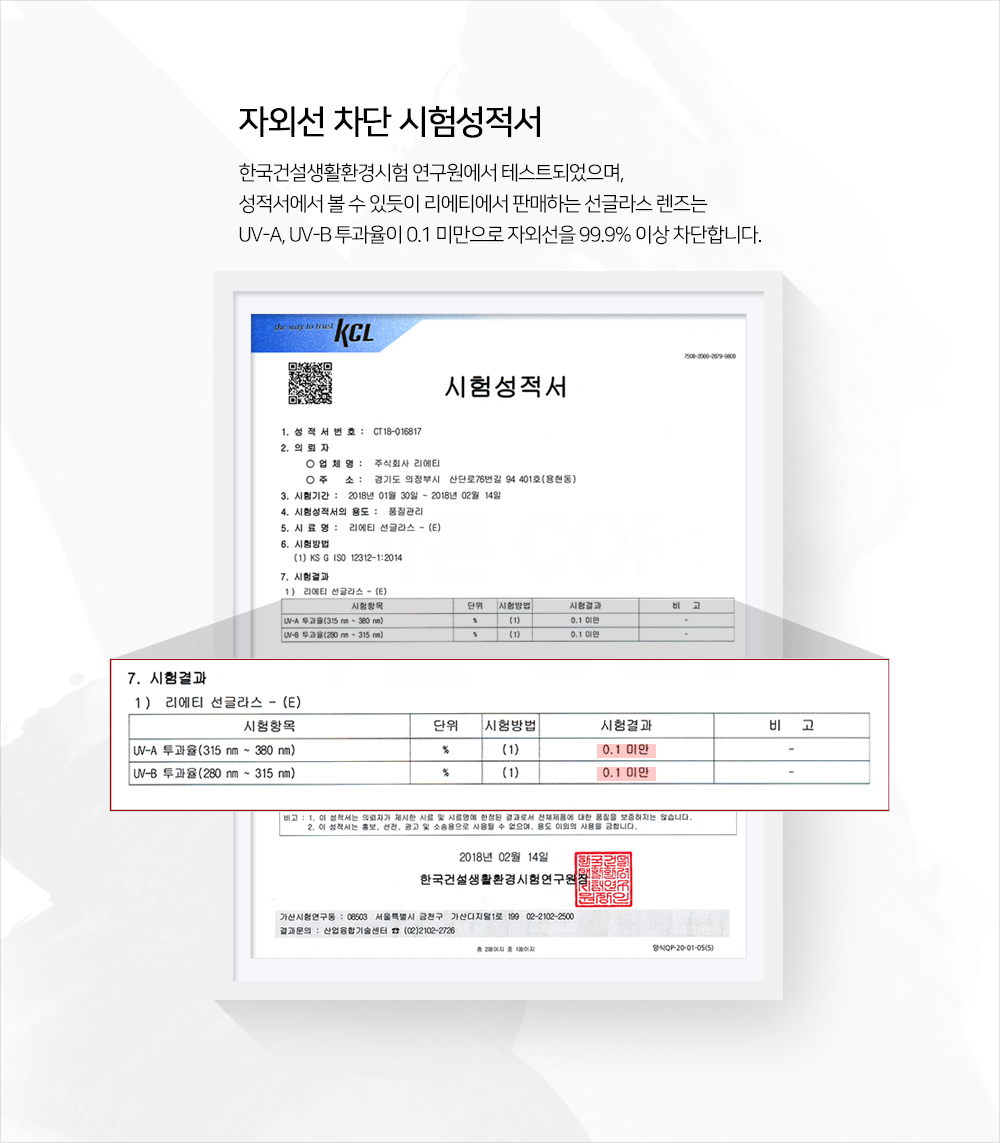 자외선 차단 시험성적서
한국건설생활환경시험 연구원에서 테스트되었으며,
성적서에서 볼 수 있듯이 리에티에서 판매하는 선글라스 렌즈는
UV-A, UV-B 투과율이 0.1 미만으로 자외선을 99.9% 이상 차단합니다.
the way to trust KCL
7508-2066-2879-9809
시험성적서
1. 성 적 서 번 호 : CT18-016817
2. 의 뢰 자
○ 업 체 명 : 주식회사 리에티
○ 주 소 : 경기도 의정부시 산단로76번길 94 401호(용현동)
3. 시험기간 : 2018년 01월 30일 ~ 2018년 02월 14일
4. 시험성적서의 용도 : 품질관리
5. 시 료 명 : 리에티 선글라스 - (E)
6. 시험방법
(1) KS G ISO 12312-1:2014
7. 시험결과
1) 리에티 선글라스 - (E)
시험항목 단위 시험방법 시험결과 비 고
UV-A 투과율(315 nm ~ 380 nm) % (1) 0.1 미만 -
UV-B 투과율(280 nm ~ 315 nm) % (1) 0.1 미만 -
7. 시험결과
1) 리에티 선글라스 - (E)
시험항목 단위 시험방법 시험결과 비 고
UV-A 투과율(315 nm ~ 380 nm) % (1) 0.1 미만 -
UV-B 투과율(280 nm ~ 315 nm) % (1) 0.1 미만 -
비고 : 1. 이 성적서는 의뢰자가 제시한 시료 및 시료명에 한정된 결과로서 전체제품에 대한 품질을 보증하지는 않습니다.
2. 이 성적서는 홍보, 선전, 광고 및 소송용으로 사용될 수 없으며, 용도 이외의 사용을 금합니다.
2018년 02월 14일
한국건설생활환경시험연구원장
가산시험연구동 : 08503 서울특별시 금천구 가산디지털1로 199 02-2102-2500
결과문의 : 산업융합기술센터 ☎ (02)2102-2726
총 2페이지 중 1페이지
양식QP-20-01-05(5)